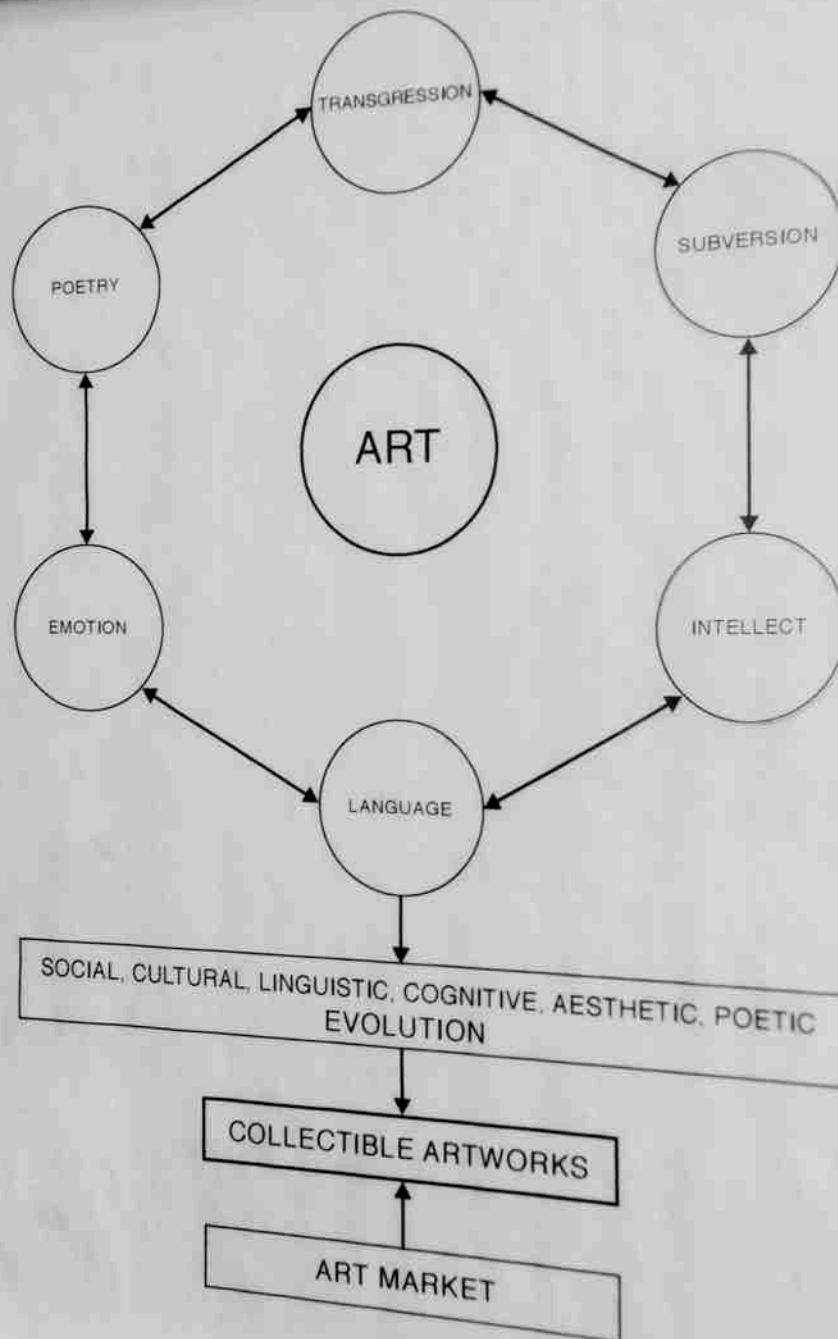 TRANSGRESSION
SUBVERSION
POETRY
ART
EMOTION
INTELLECT
LANGUAGE
SOCIAL, CULTURAL, LINGUISTIC, COGNITIVE, AESTHETIC, POETIC
EVOLUTION
COLLECTIBLE ARTWORKS
ART MARKET